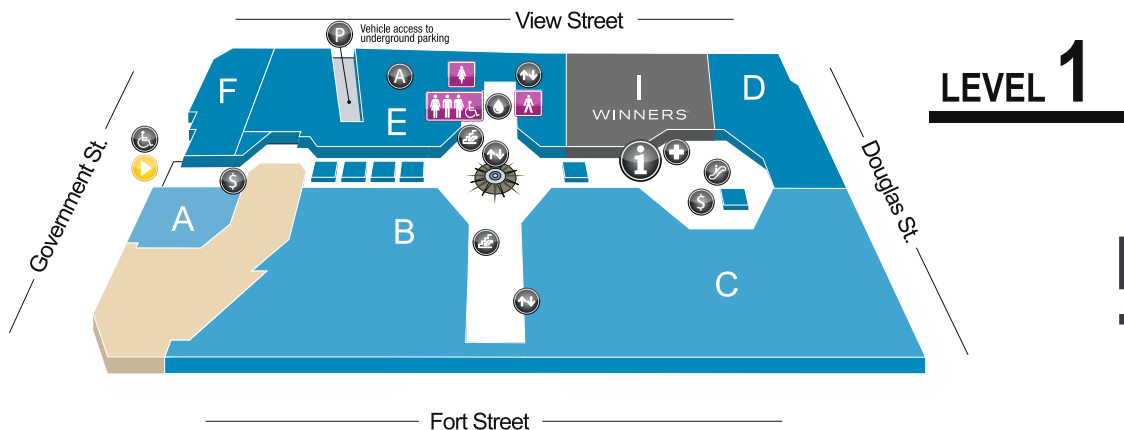 View Street
P
Vehicle access to
underground parking
LEVEL 1
A
F
E
I
WINNERS
D
i
$
$
A
B
C
Government St.
Douglas St.
Fort Street